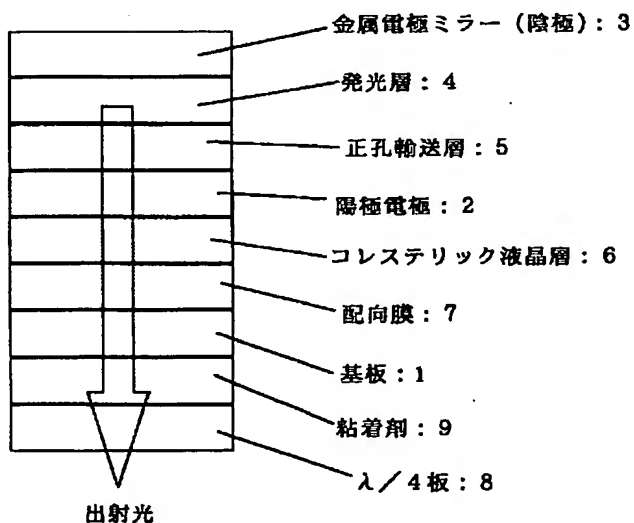 金属電極ミラー（陰極）：3
発光層：4
正孔輸送層：5
陽極電極：2
コレステリック液晶層：6
配向膜：7
基板：1
粘着剤：9
λ／4板：8
出射光